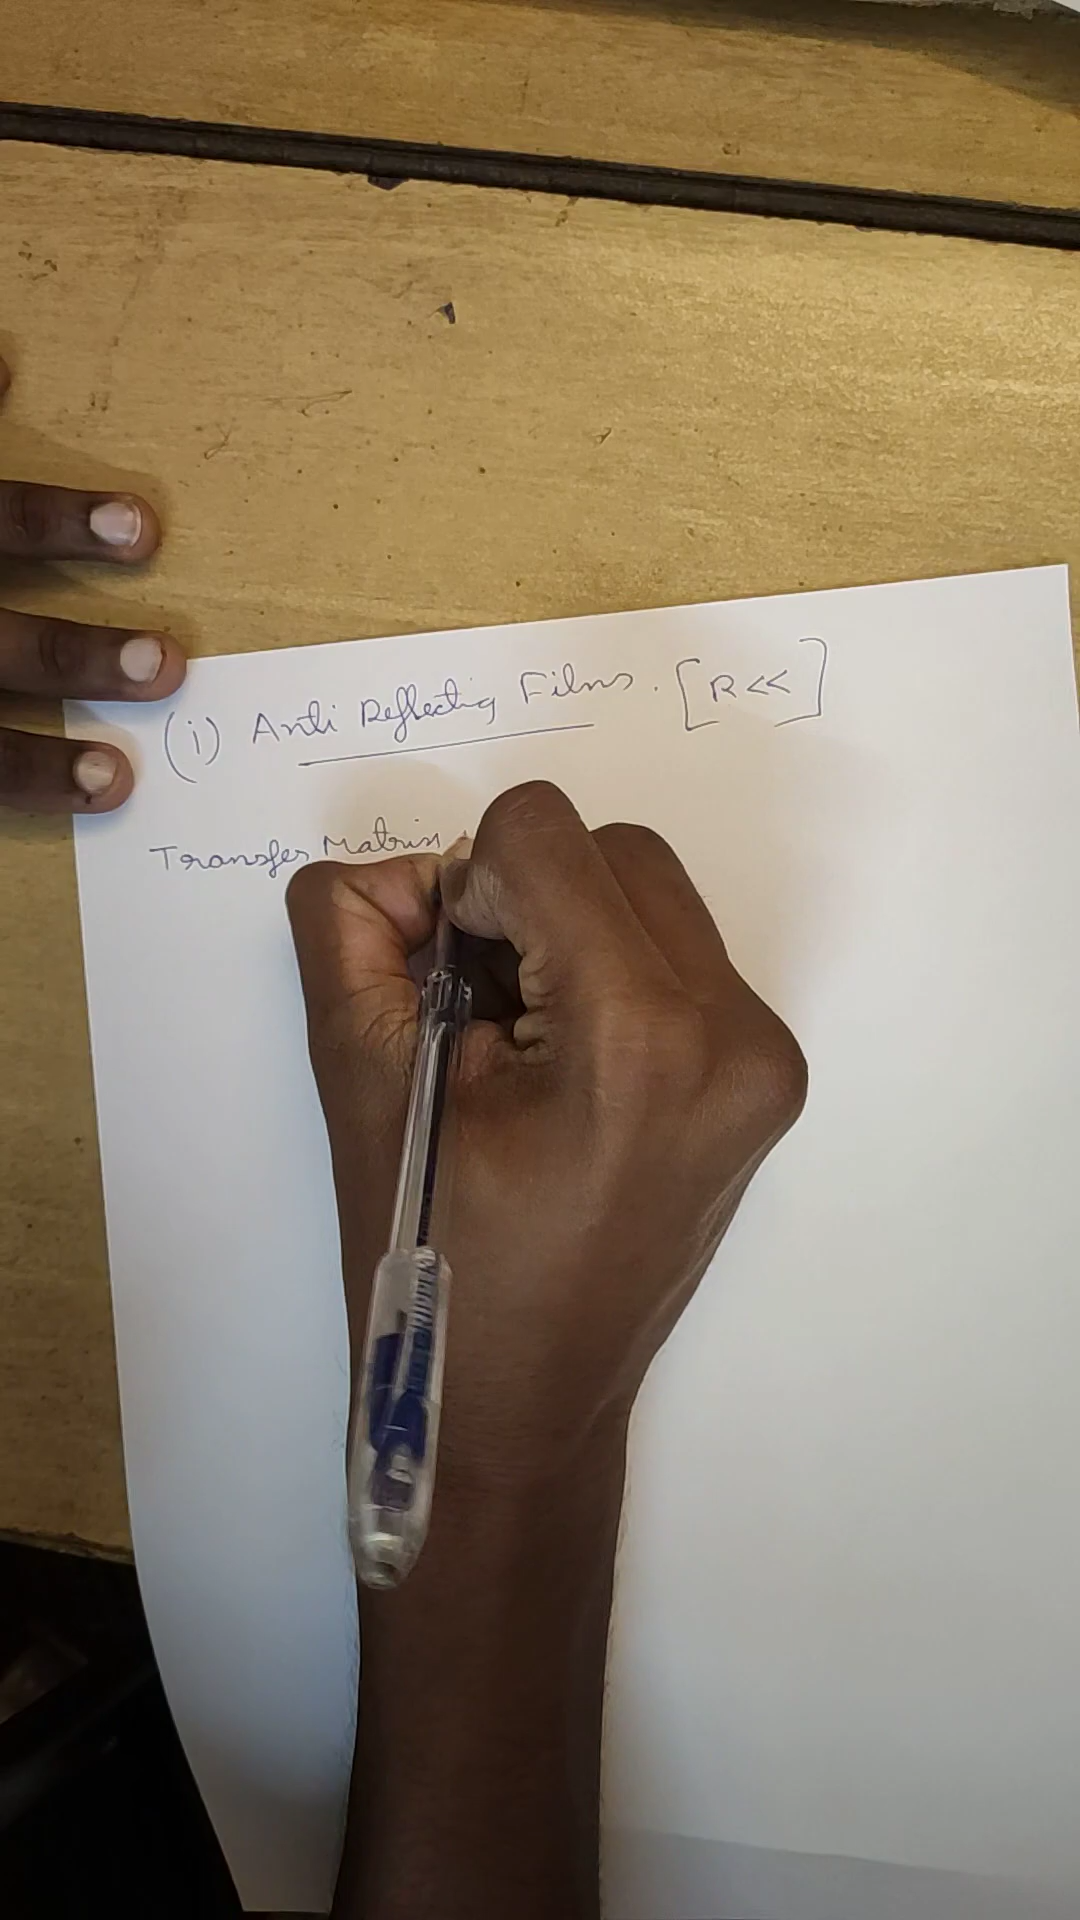 (i) Anti Reflecting Films. [R <<]
Transfer Matrix